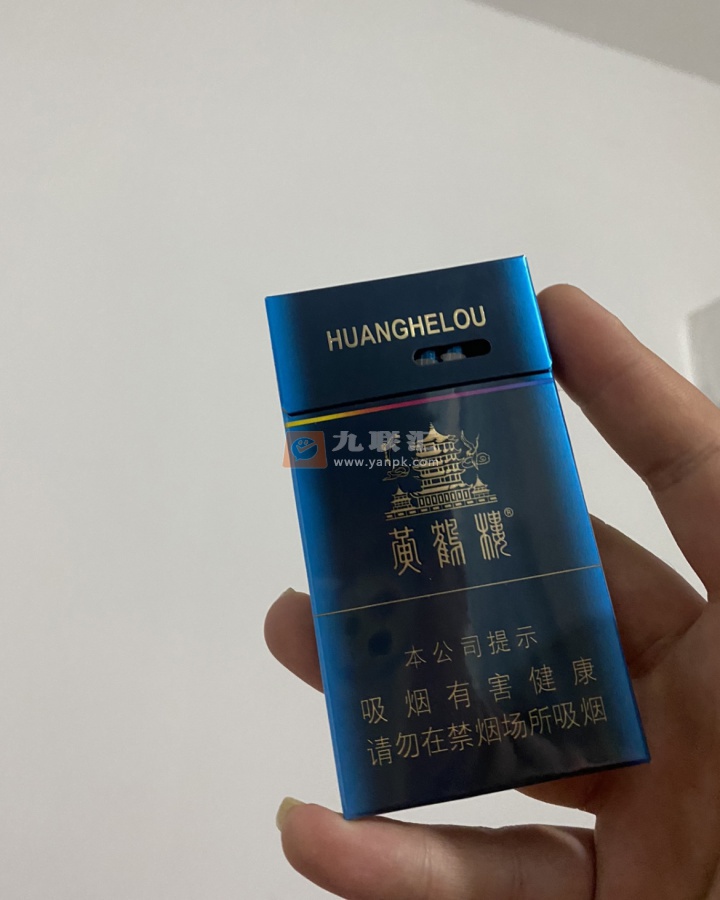 HUANGHELOU
九联汇
www.yanpk.com
黄鹤楼®
本公司提示
吸烟有害健康
请勿在禁烟场所吸烟